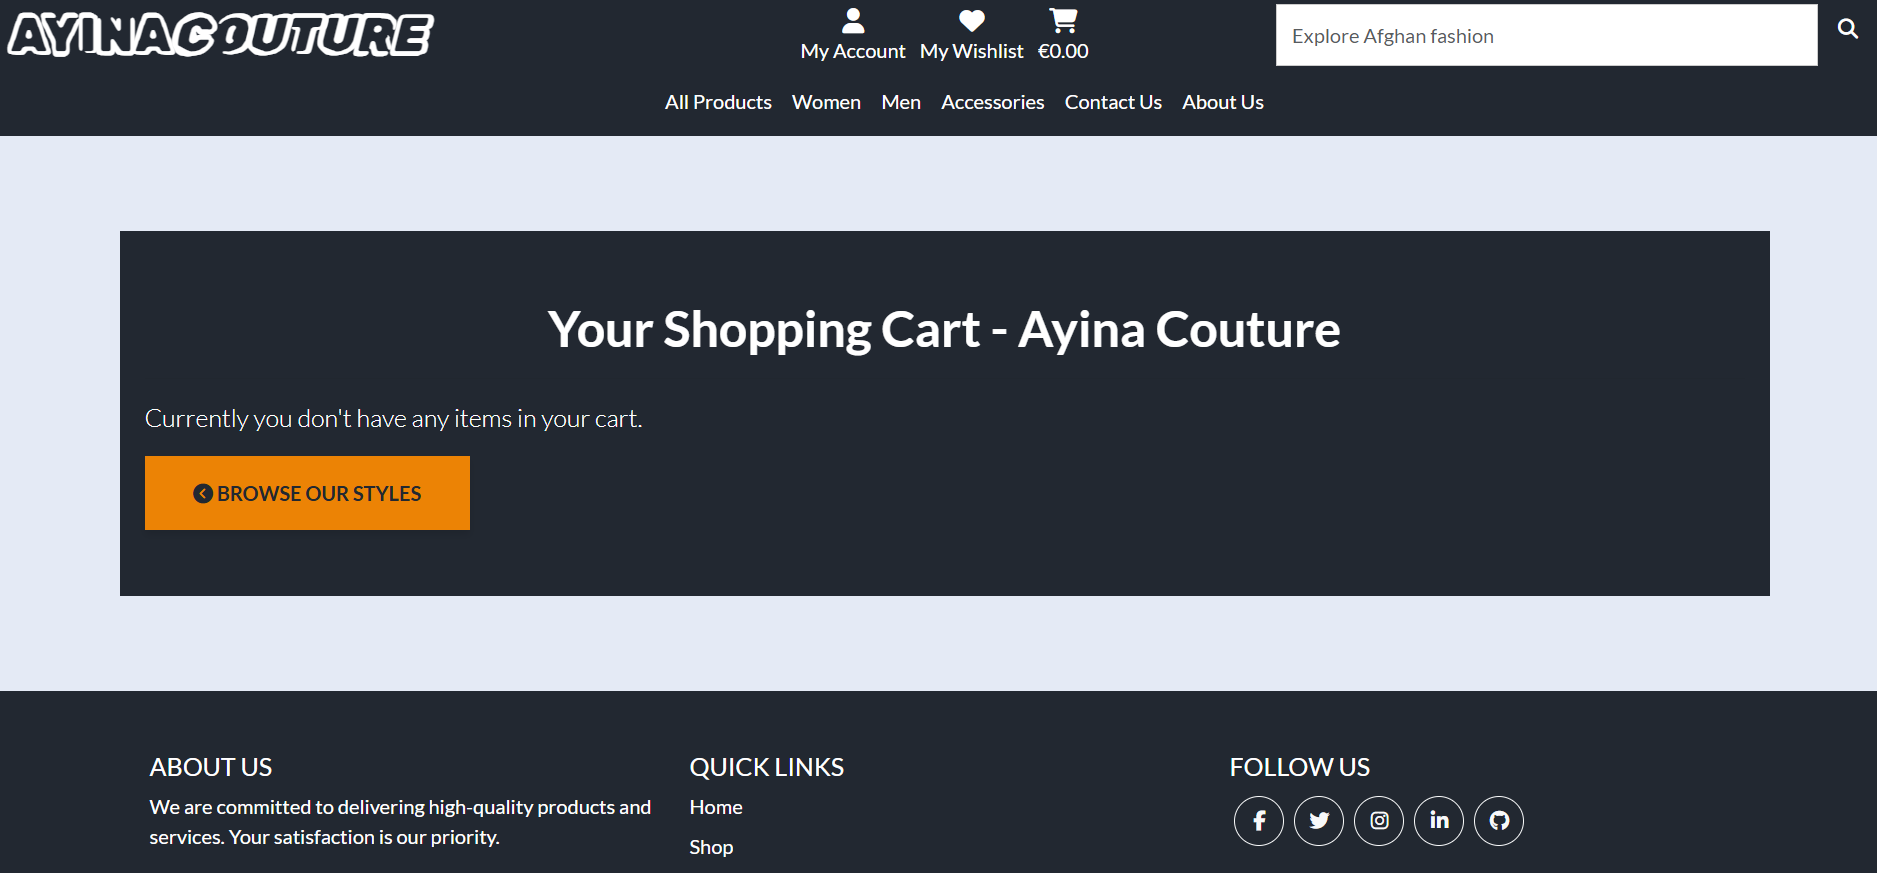 AYINACOUTURE
My Account My Wishlist €0.00
Explore Afghan fashion
All Products Women Men Accessories Contact Us About Us
Your Shopping Cart - Ayina Couture
Currently you don't have any items in your cart.
BROWSE OUR STYLES
ABOUT US
We are committed to delivering high-quality products and
services. Your satisfaction is our priority.
QUICK LINKS
Home
Shop
FOLLOW US